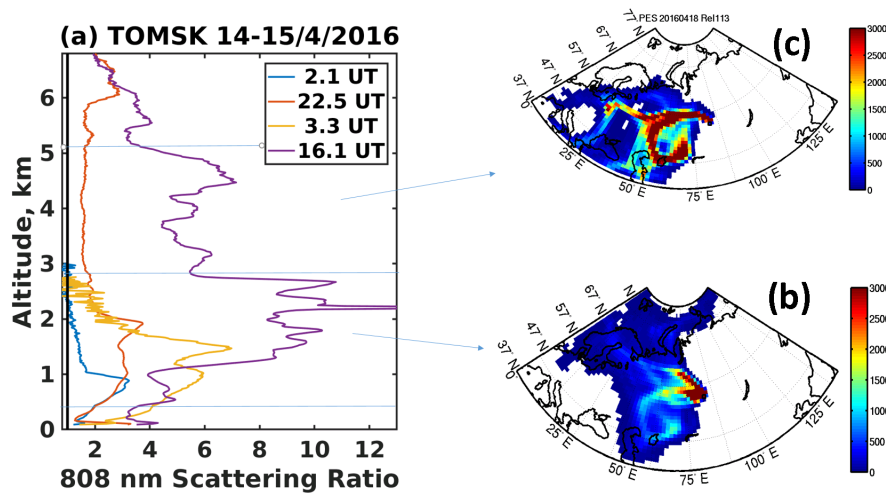 (a) TOMSK 14-15/4/2016
2.1 UT
22.5 UT
3.3 UT
16.1 UT
6
5
4
3
2
1
0
Altitude, km
2 4 6 8 10 12
808 nm Scattering Ratio
PES 20160418 Rel113
(c)
77°
67° N
57° N
47° N
37° N
25° E
50° E
75° E
100° E
125° E
3000
2500
2000
1500
1000
500
0
(b)
N
67° N
57° N
47° N
37° N
0°
25° E
50° E
75° E
100° E
125° E
3000
2500
2000
1500
1000
500
0